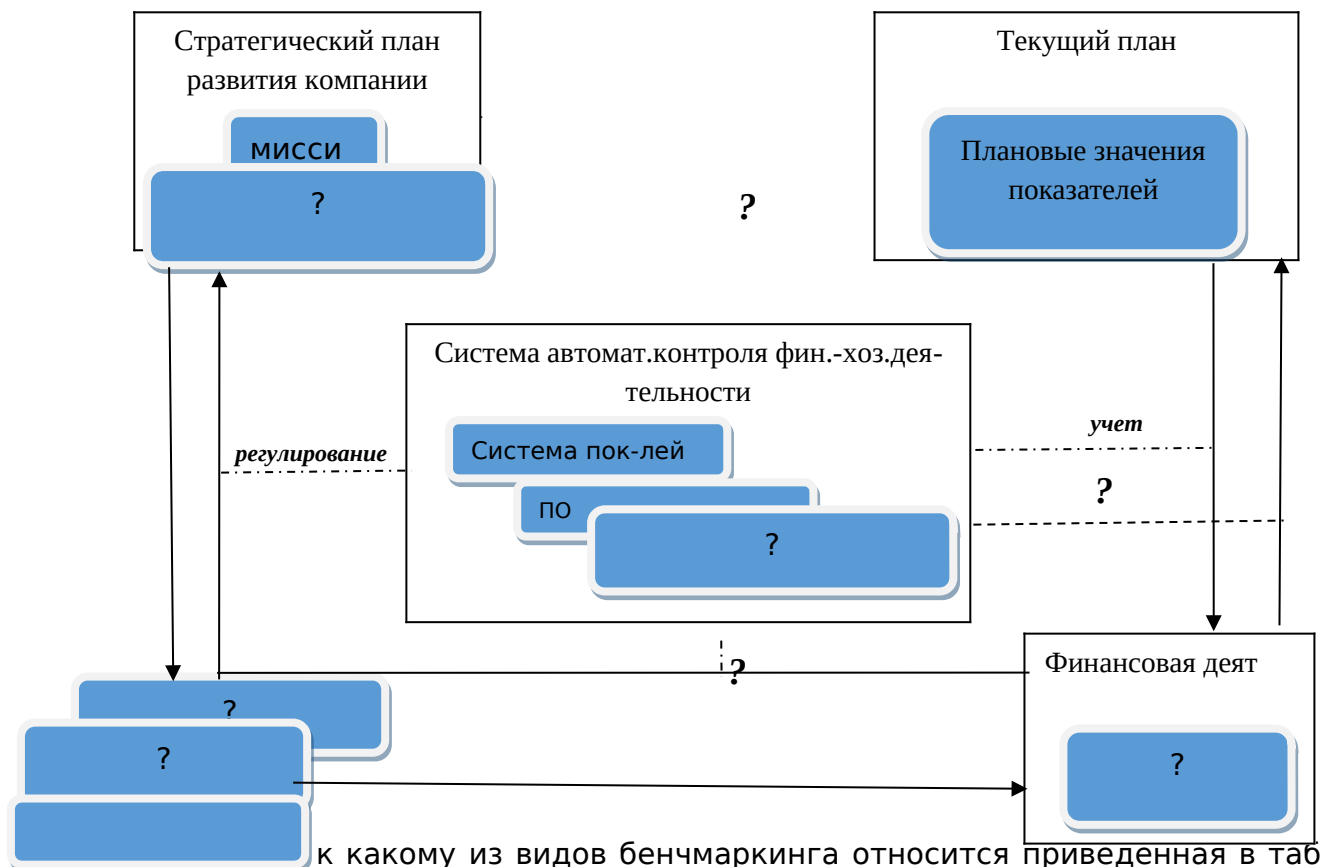 Стратегический план
развития компании
мисси
?
?
Текущий план
Плановые значения
показателей
Система автомат.контроля фин.-хоз.дея-
тельности
Система пок-лей
ПО
?
регулирование
учет
?
?
Финансовая деят
?
?
?
к какому из видов бенчмаркинга относится приведенная в таб